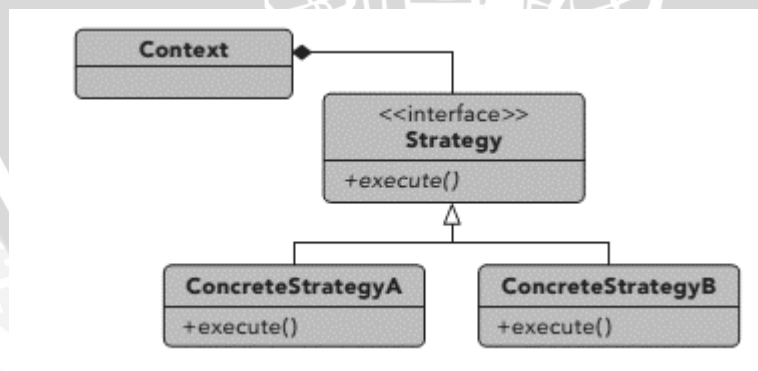 Context
<<interface>>
Strategy
+execute()
ConcreteStrategyA
+execute()
ConcreteStrategyB
+execute()